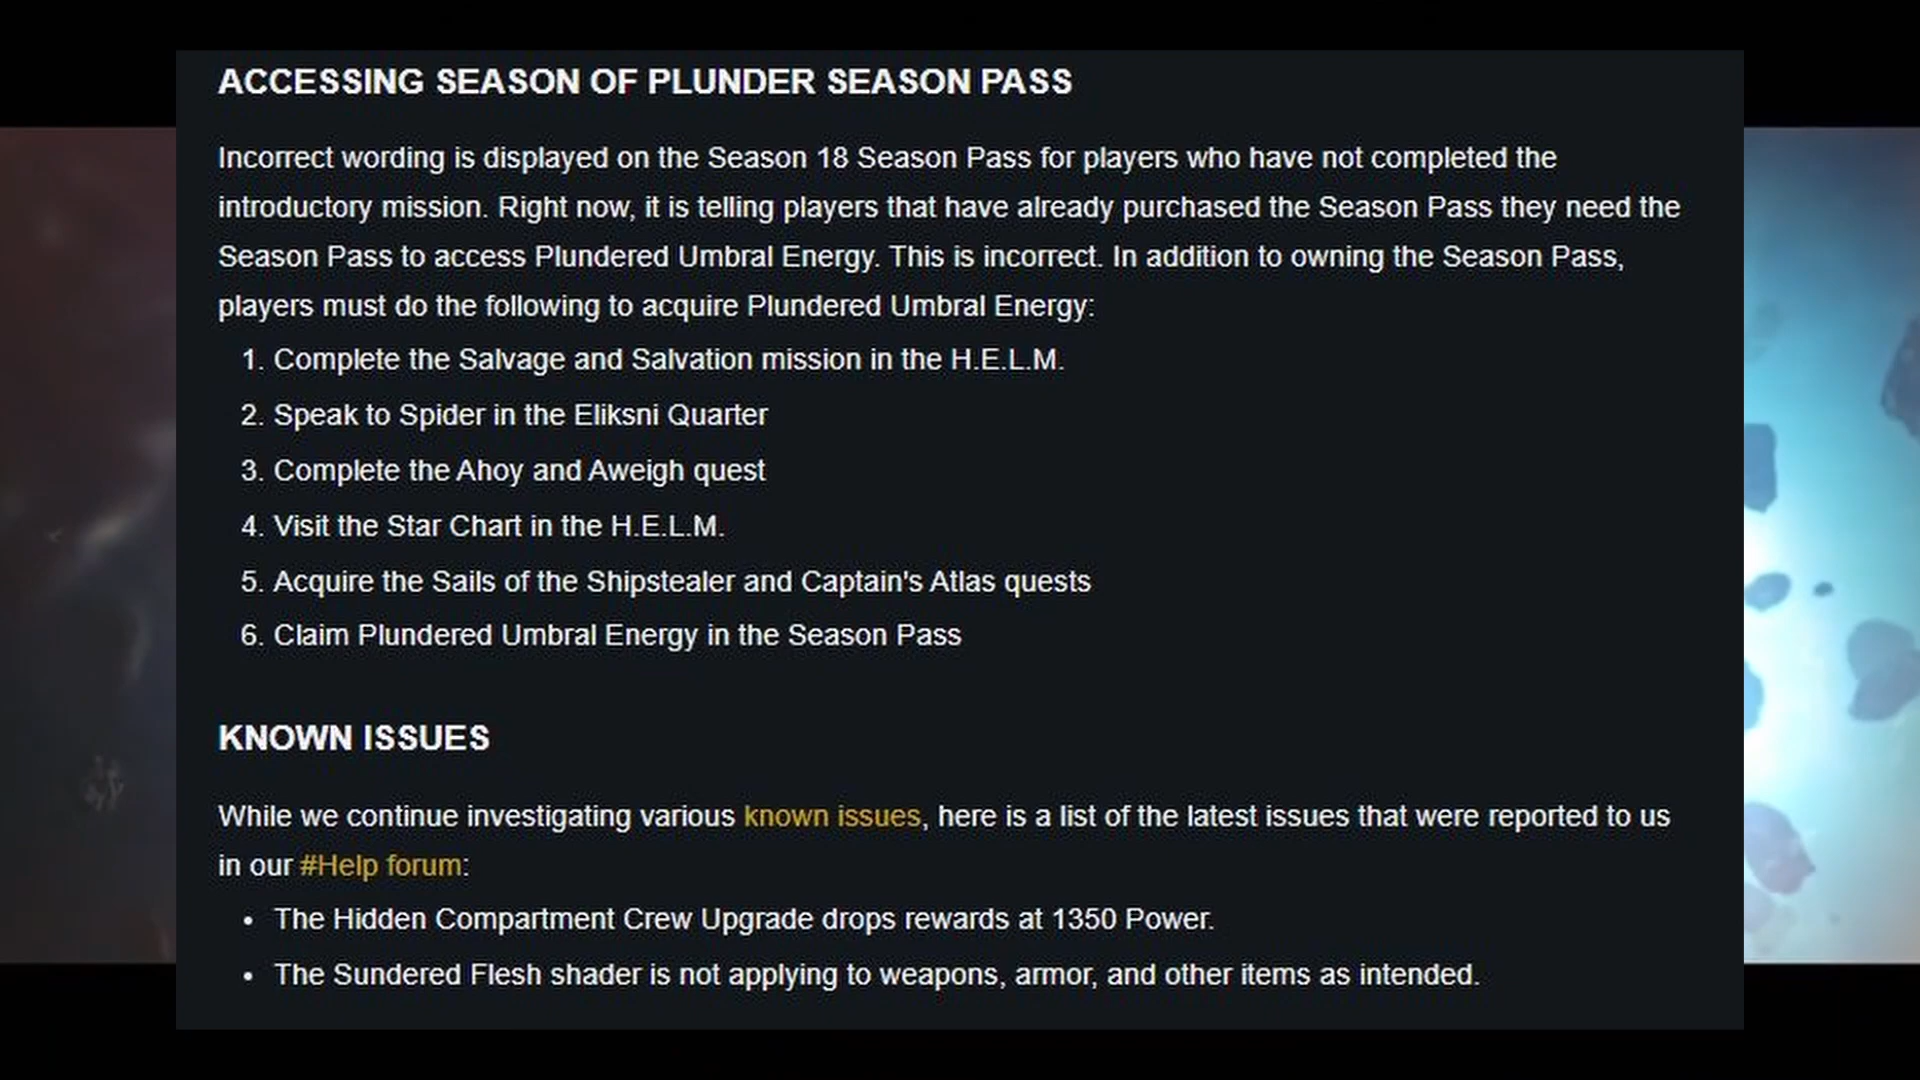 ACCESSING SEASON OF PLUNDER SEASON PASS
Incorrect wording is displayed on the Season 18 Season Pass for players who have not completed the
introductory mission. Right now, it is telling players that have already purchased the Season Pass they need the
Season Pass to access Plundered Umbral Energy. This is incorrect. In addition to owning the Season Pass,
players must do the following to acquire Plundered Umbral Energy:
1. Complete the Salvage and Salvation mission in the H.E.L.M.
2. Speak to Spider in the Eliksni Quarter
3. Complete the Ahoy and Aweigh quest
4. Visit the Star Chart in the H.E.L.M.
5. Acquire the Sails of the Shipstealer and Captain's Atlas quests
6. Claim Plundered Umbral Energy in the Season Pass
KNOWN ISSUES
While we continue investigating various known issues, here is a list of the latest issues that were reported to us
in our #Help forum:
• The Hidden Compartment Crew Upgrade drops rewards at 1350 Power.
• The Sundered Flesh shader is not applying to weapons, armor, and other items as intended.